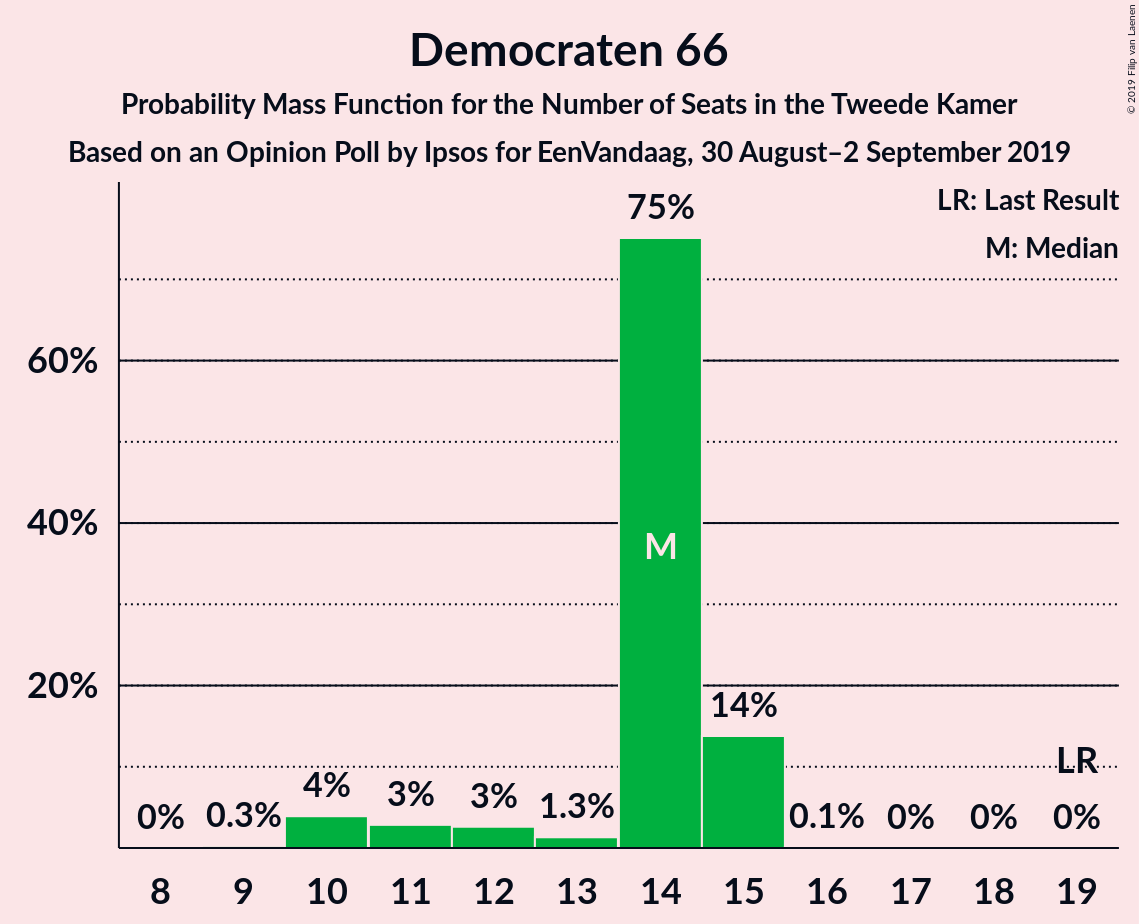 Democraten 66
Probability Mass Function for the Number of Seats in the Tweede Kamer
Based on an Opinion Poll by Ipsos for EenVandaag, 30 August–2 September 2019
© 2019 Filip van Laenen
LR: Last Result
M: Median
75%
60%
40%
M
20%
14%
LR
0% 0.3% 4% 3% 3% 1.3% 0.1% 0% 0% 0%
8 9 10 11 12 13 14 15 16 17 18 19